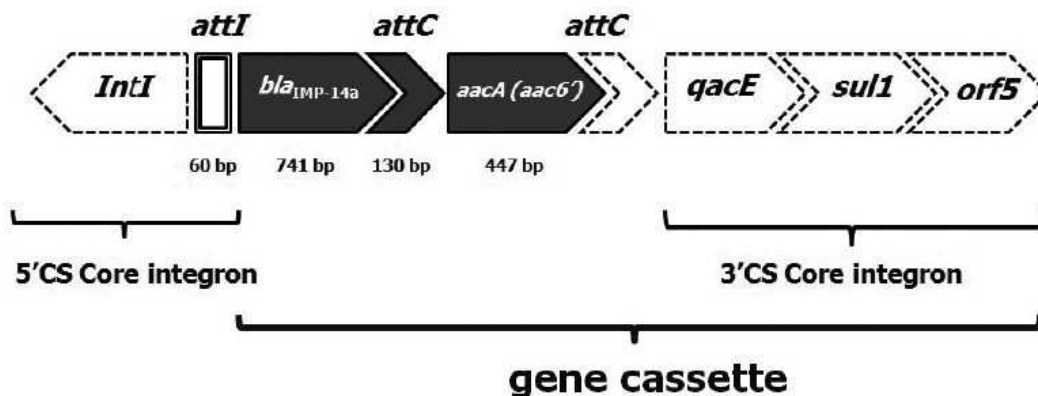 attI attC attC
IntI blaIMP-14a aacA (aac6′) qacE sul1 orf5
60 bp 741 bp 130 bp 447 bp
5′CS Core integron 3′CS Core integron
gene cassette